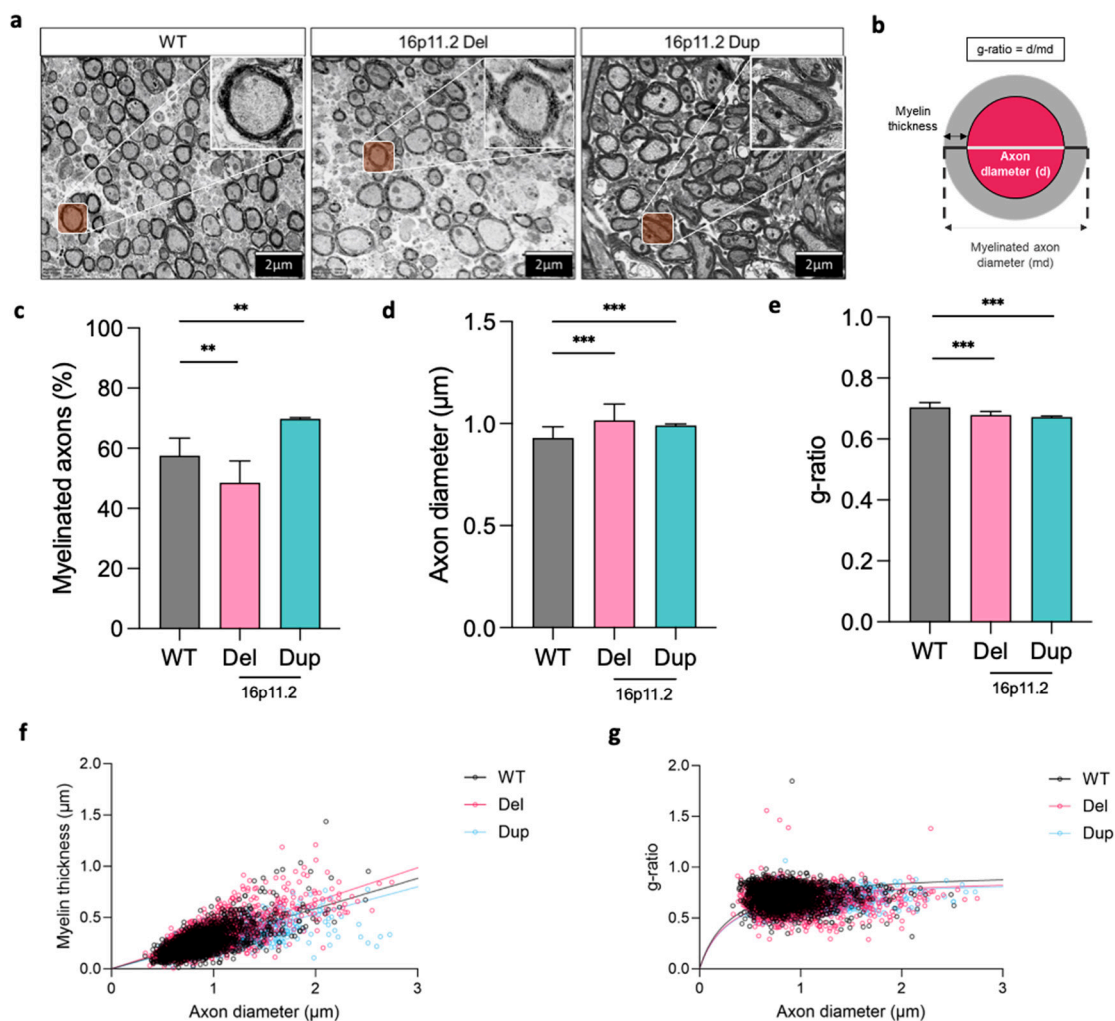 a
WT
16p11.2 Del
16p11.2 Dup
2μm
2μm
2μm
b
g-ratio = d/md
Myelin
thickness
Axon
diameter (d)
Myelinated axon
diameter (md)
c
Myelinated axons (%)
100
80
60
40
20
0
**
**
WT
Del
Dup
16p11.2
d
Axon diameter (μm)
1.5
1.0
0.5
0.0
***
***
WT
Del
Dup
16p11.2
e
g-ratio
1.0
0.8
0.6
0.4
0.2
0.0
***
***
WT
Del
Dup
16p11.2
f
Myelin thickness (μm)
2.0
1.5
1.0
0.5
0.0
0
1
2
3
Axon diameter (μm)
WT
Del
Dup
g
g-ratio
2.0
1.5
1.0
0.5
0.0
0
1
2
3
Axon diameter (μm)
WT
Del
Dup